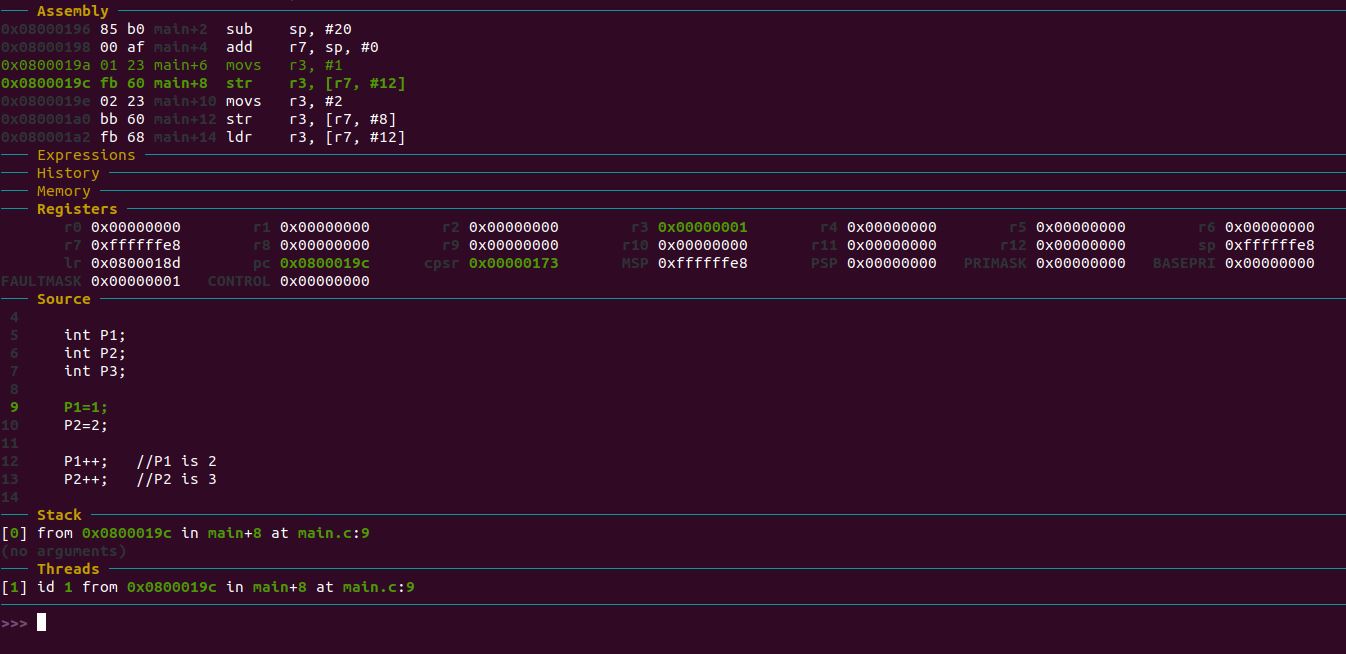 Assembly
0x08000196 85 b0 main+2 sub sp, #20
0x08000198 00 af main+4 add r7, sp, #0
0x0800019a 01 23 main+6 movs r3, #1
0x0800019c fb 60 main+8 str r3, [r7, #12]
0x0800019e 02 23 main+10 movs r3, #2
0x080001a0 bb 60 main+12 str r3, [r7, #8]
0x080001a2 fb 68 main+14 ldr r3, [r7, #12]
Expressions
History
Memory
Registers
r0 0x00000000 r1 0x00000000 r2 0x00000000 r3 0x00000001 r4 0x00000000 r5 0x00000000 r6 0x00000000
r7 0xffffffe8 r8 0x00000000 r9 0x00000000 r10 0x00000000 r11 0x00000000 r12 0x00000000 sp 0xffffffe8
lr 0x0800018d pc 0x0800019c cpsr 0x00000173 MSP 0xffffffe8 PSP 0x00000000 PRIMASK 0x00000000 BASEPRI 0x00000000
FAULTMASK 0x00000001 CONTROL 0x00000000
Source
4
5 int P1;
6 int P2;
7 int P3;
8
9 P1=1;
10 P2=2;
11
12 P1++; //P1 is 2
13 P2++; //P2 is 3
14
Stack
[0] from 0x0800019c in main+8 at main.c:9
(no arguments)
Threads
[1] id 1 from 0x0800019c in main+8 at main.c:9
>>>